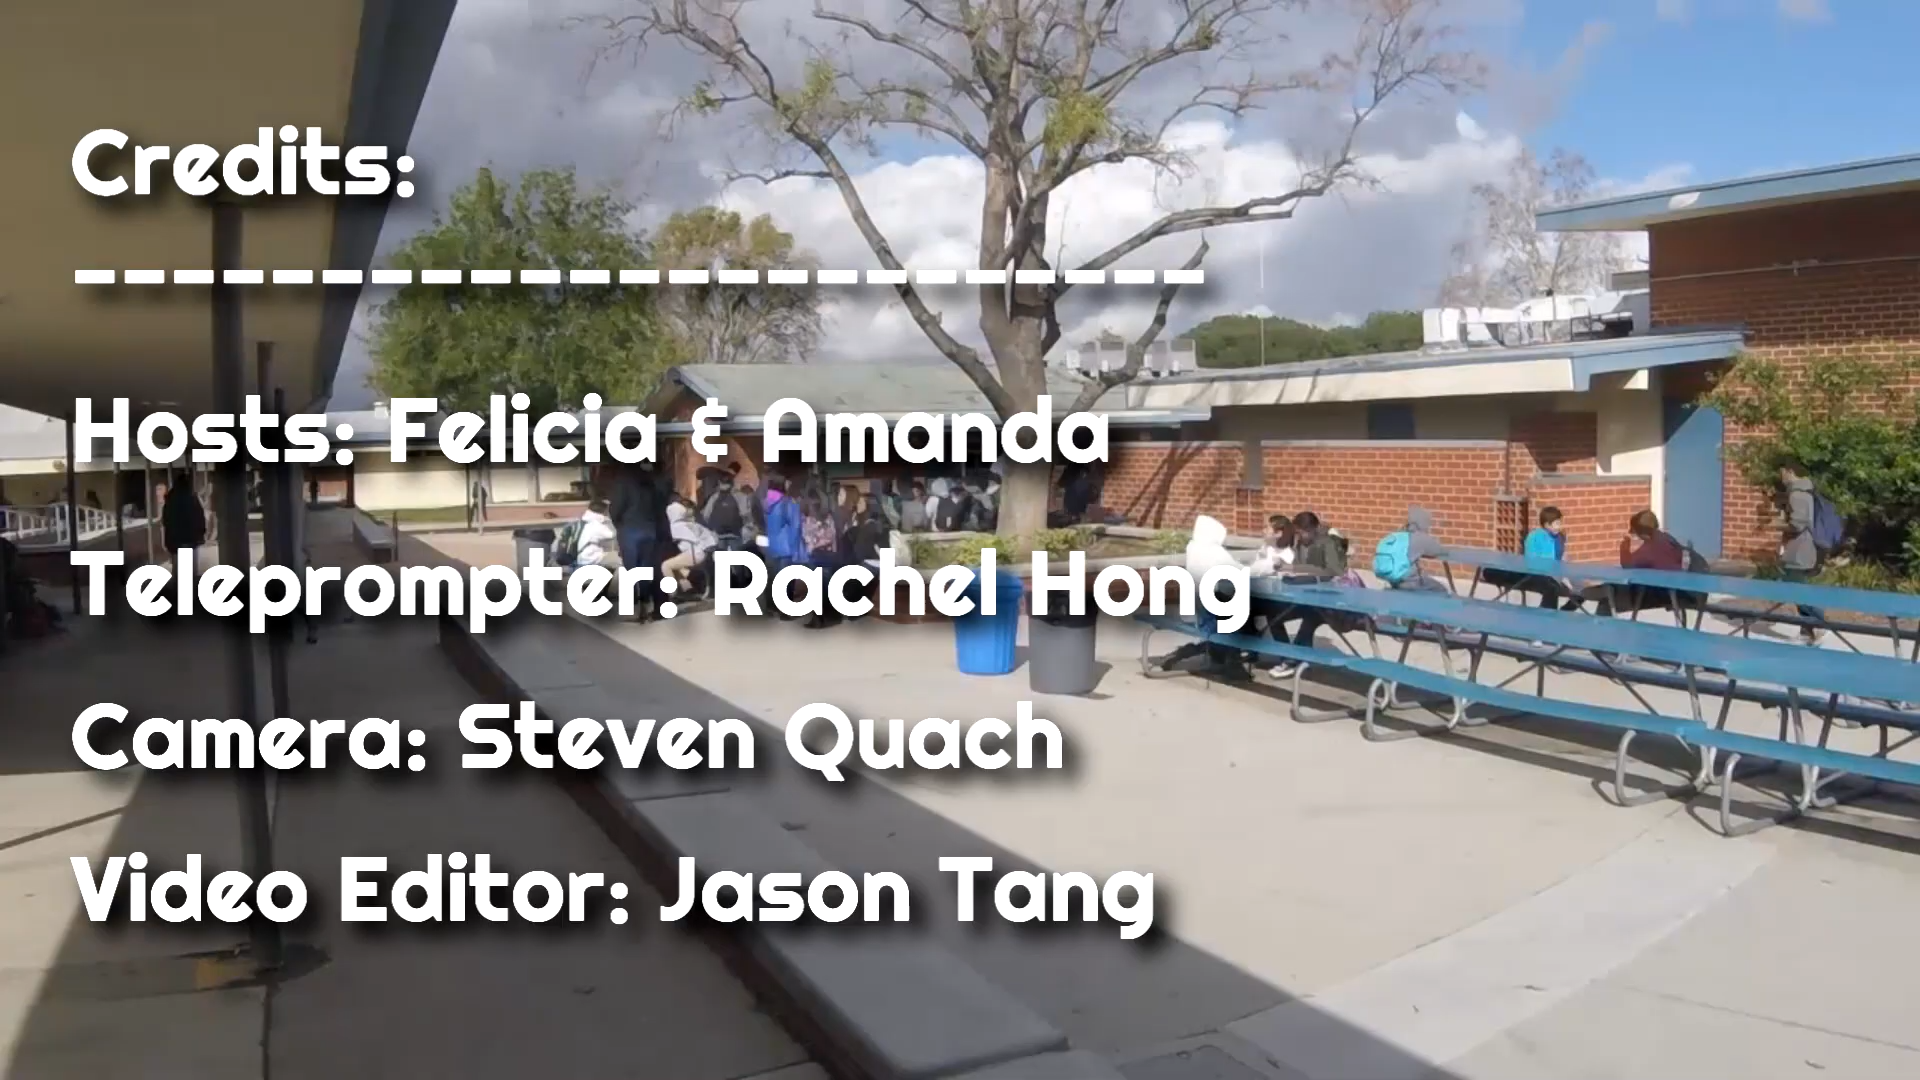 Credits:
-----------------------
Hosts: Felicia & Amanda
Teleprompter: Rachel Hong
Camera: Steven Quach
Video Editor: Jason Tang